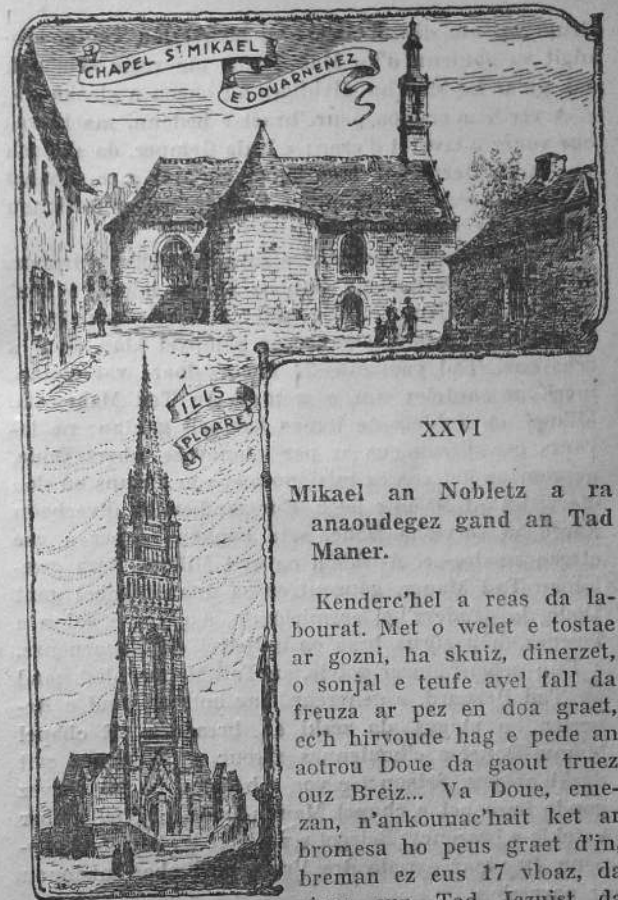 CHAPEL ST MIKAEL
E DOUARNENEZ
ILIS
PLOARE
XXVI
Mikael an Nobletz a ra
anaoudegez gand an Tad
Maner.
Kenderc'hel a reas da la-
bourat. Met o welet e tostae
ar gozni, ha skuiz, dinerzet,
o sonjal e teufe avel fall da
freuza ar pez en doa graet,
ec'h hirvoude hag e pede an
aotrou Doue da gaout truez
ouz Breiz... Va Doue, eme-
zan, n'ankounac'hait ket ar
bromesa ho peus graet d'in,
breman ez eus 17 vloaz, da
Tad Jezuist da